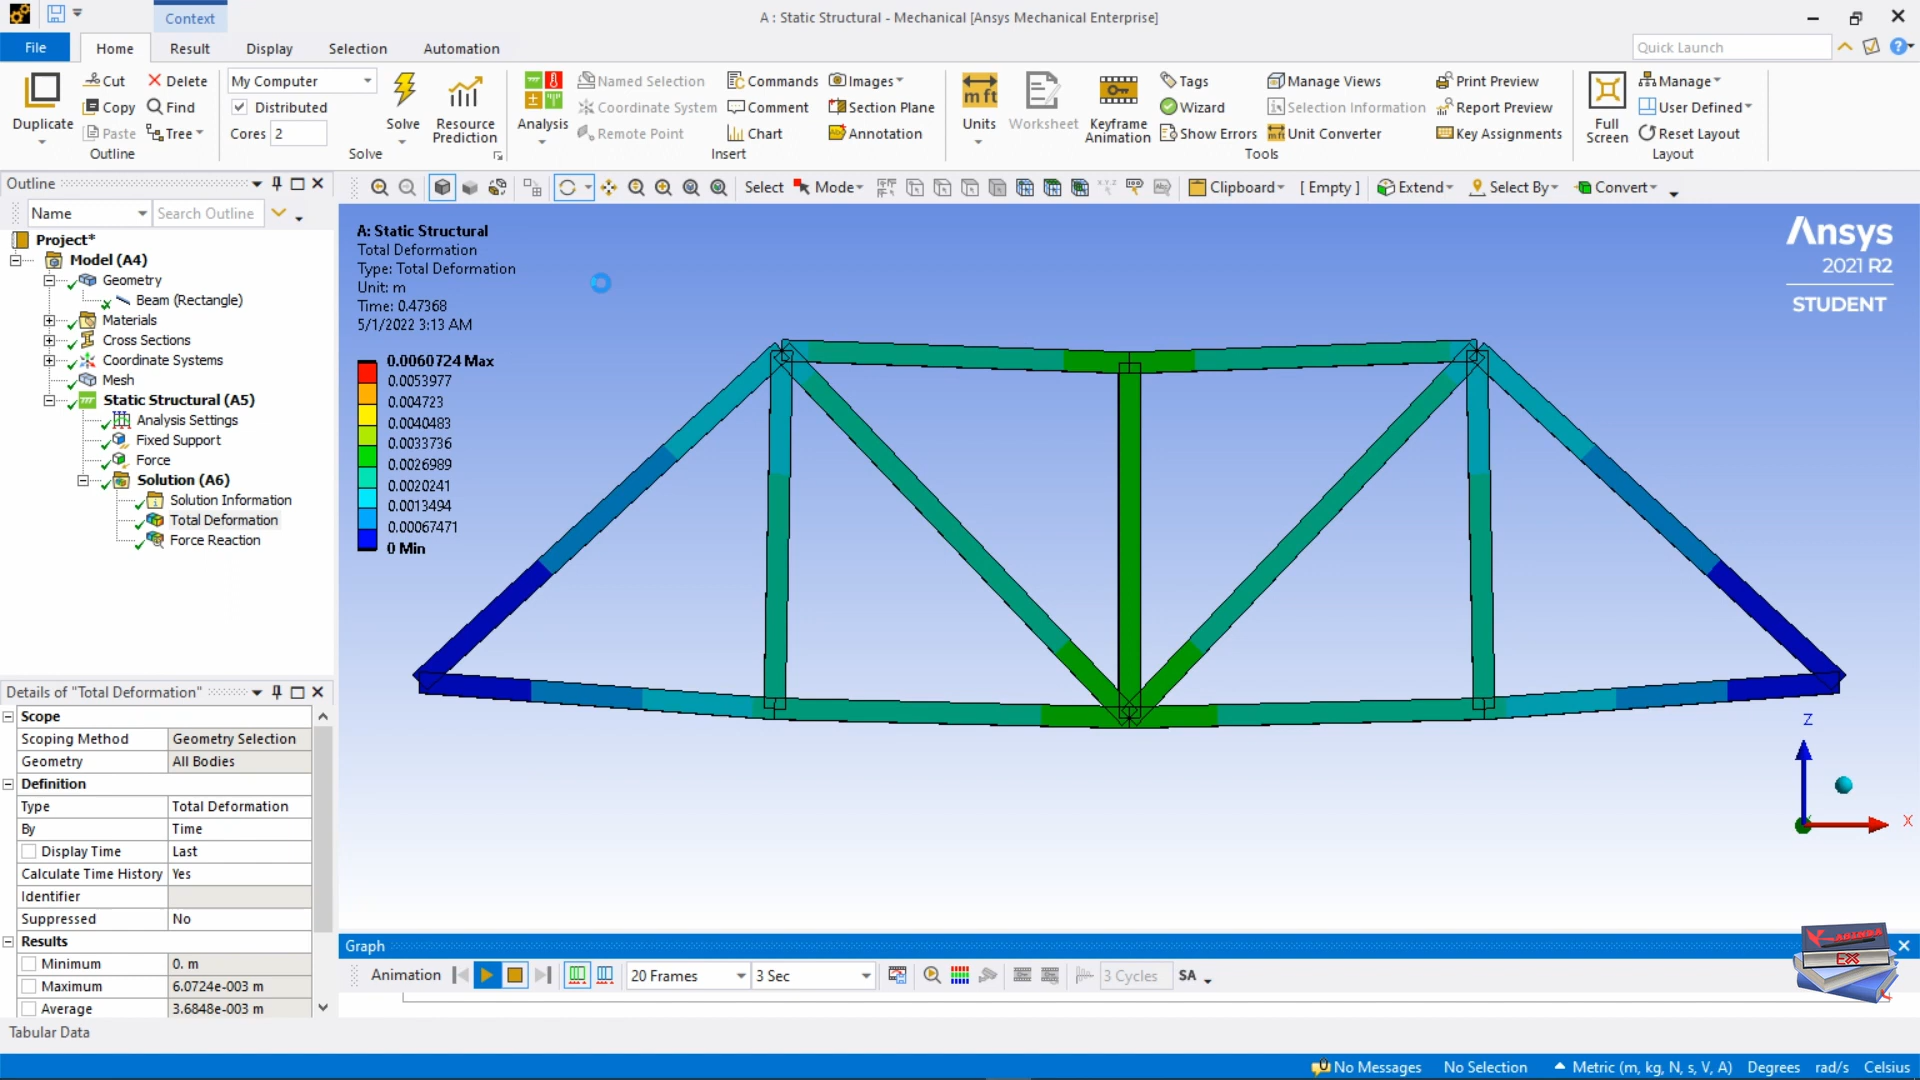 Context
A : Static Structural - Mechanical [Ansys Mechanical Enterprise]
File Home Result Display Selection Automation
Quick Launch
Duplicate
Cut
Copy
Paste
Delete
Find
Tree
Outline
My Computer
Distributed
Cores 2
Solve
Resource Prediction
Solve
Analysis
Named Selection
Coordinate System
Remote Point
Commands
Comment
Chart
Images
Section Plane
Annotation
Insert
Units
mft
Worksheet
Keyframe Animation
Tags
Wizard
Show Errors
Manage Views
Selection Information
Unit Converter
Print Preview
Report Preview
Key Assignments
Tools
Full Screen
Manage
User Defined
Reset Layout
Layout
Outline
Name
Search Outline
Select Mode Clipboard [ Empty ] Extend Select By Convert
Project*
Model (A4)
Geometry
Beam (Rectangle)
Materials
Cross Sections
Coordinate Systems
Mesh
Static Structural (A5)
Analysis Settings
Fixed Support
Force
Solution (A6)
Solution Information
Total Deformation
Force Reaction
A: Static Structural
Total Deformation
Type: Total Deformation
Unit: m
Time: 0.47368
5/1/2022 3:13 AM
0.0060724 Max
0.0053977
0.004723
0.0040483
0.0033736
0.0026989
0.0020241
0.0013494
0.00067471
0 Min
Ansys
2021 R2
STUDENT
Z
X
Details of "Total Deformation"
Scope
Scoping Method Geometry Selection
Geometry All Bodies
Definition
Type Total Deformation
By Time
Display Time Last
Calculate Time History Yes
Identifier
Suppressed No
Results
Minimum 0. m
Maximum 6.0724e-003 m
Average 3.6848e-003 m
Graph
Animation 20 Frames 3 Sec 3 Cycles SA
EX
Tabular Data
No Messages No Selection Metric (m, kg, N, s, V, A) Degrees rad/s Celsius